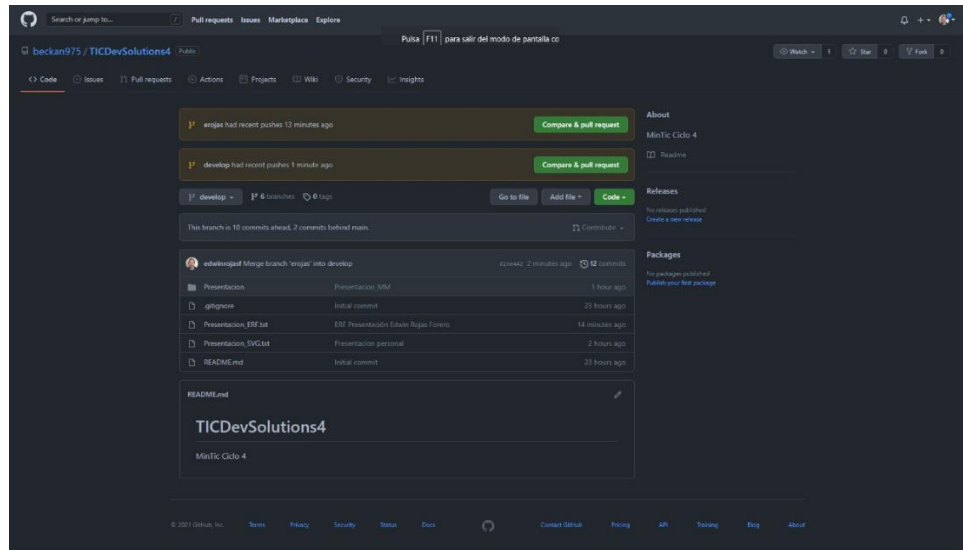 Search or jump to... / Pull requests Issues Marketplace Explore
Pulsa F11 para salir del modo de pantalla co
beckan975 / TICDevSolutions4 Public
Watch 1 Star 0 Fork 0
Code Issues Pull requests Actions Projects Wiki Security Insights
erojas had recent pushes 13 minutes ago Compare & pull request
develop had recent pushes 1 minute ago Compare & pull request
develop 6 branches 0 tags Go to file Add file Code
This branch is 10 commits ahead, 2 commits behind main. Contribute
edwinrojasf Merge branch 'erojas' into develop 2 minutes ago 12 commits
Presentacion Presentacion_MM 1 hour ago
.gitignore Initial commit 23 hours ago
Presentacion_ERF.txt ERF Presentación Edwin Rojas Forero 14 minutes ago
Presentacion_SVG.txt Presentacion personal 2 hours ago
README.md Initial commit 23 hours ago
README.md
TICDevSolutions4
MinTic Ciclo 4
About
MinTic Ciclo 4
Readme
Releases
No releases published
Create a new release
Packages
No packages published
Publish your first package
© 2021 GitHub, Inc. Terms Privacy Security Status Docs Contact GitHub Pricing API Training Blog About